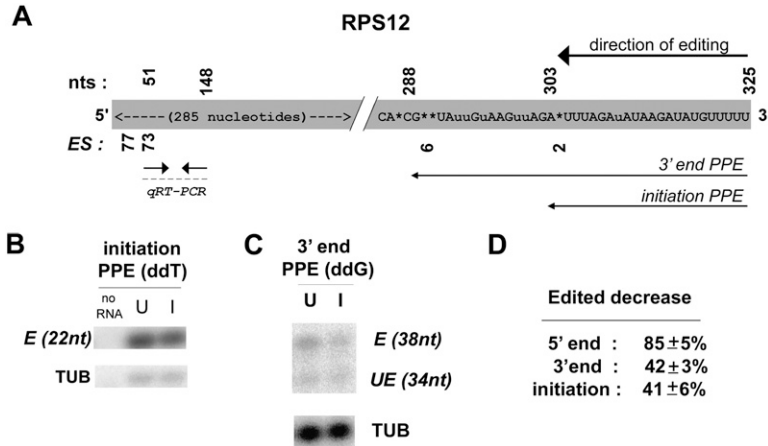 A
RPS12
direction of editing
nts : 51 148 288 303 325
5' <-----(285 nucleotides)----> CA*CG**UAuuGuAAGuuAGA*UUUAGAuAUAAGAUAUGUUUUU 3
ES : 77 73 6 2
qRT-PCR
3' end PPE
initiation PPE
B
initiation
PPE (ddT)
no
RNA U I
E (22nt)
TUB
C
3' end
PPE (ddG)
U I
E (38nt)
UE (34nt)
TUB
D
Edited decrease
5' end : 85±5%
3'end : 42±3%
initiation : 41±6%